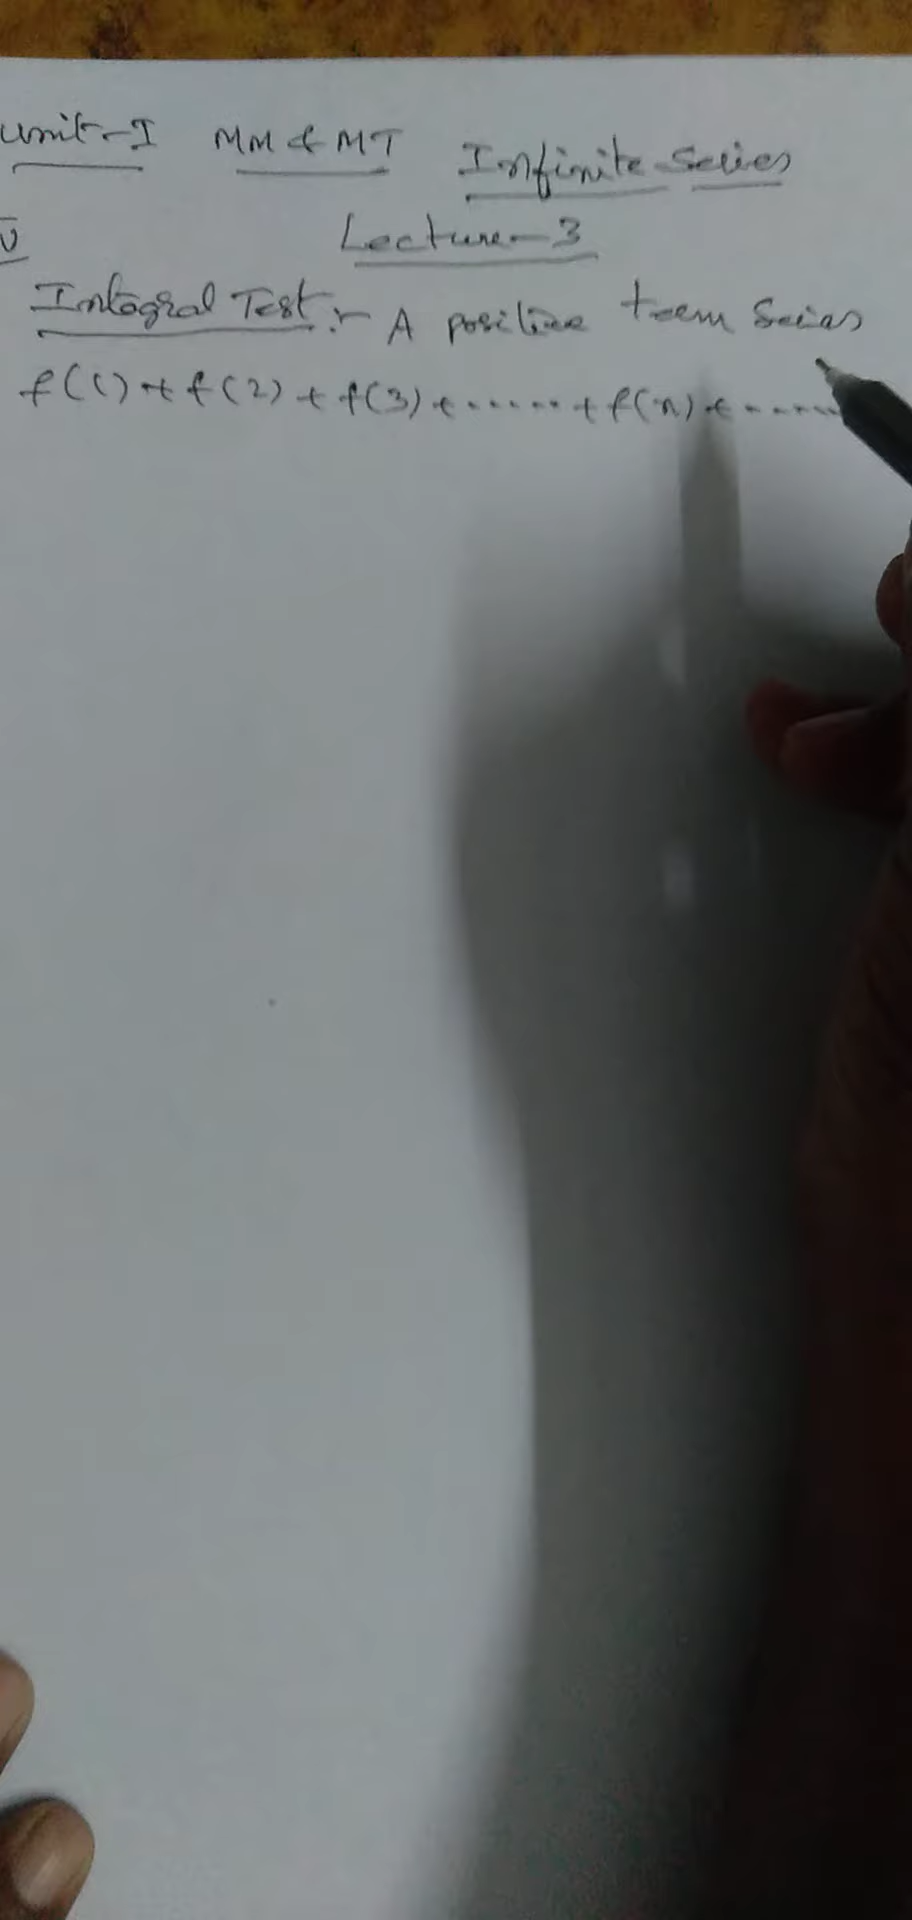 Unit-I MM & MT Infinite Series
Lecture-3
Integral Test:- A positive term Series
f(1) + f(2) + f(3) + ...... + f(n) + .....